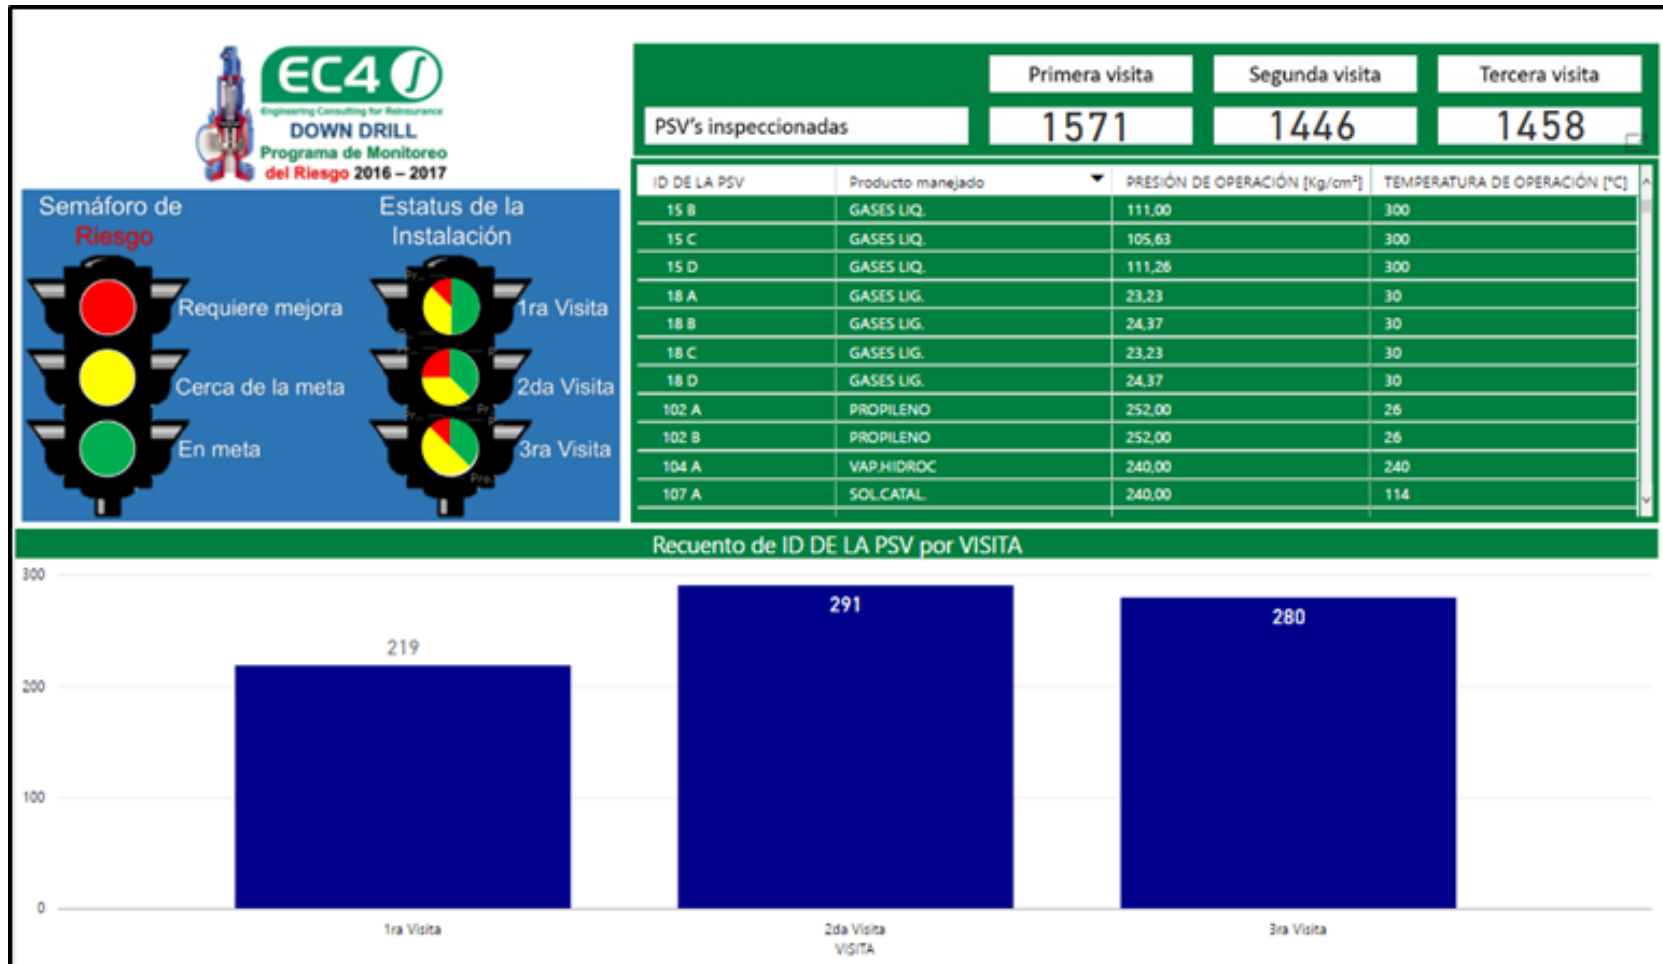 EC4
Engineering Consulting for Reinsurance
DOWN DRILL
Programa de Monitoreo
del Riesgo 2016 – 2017
Primera visita
Segunda visita
Tercera visita
PSV's inspeccionadas
1571
1446
1458
ID DE LA PSV
Producto manejado
PRESIÓN DE OPERACIÓN [Kg/cm²]
TEMPERATURA DE OPERACIÓN [°C]
15 B GASES LIQ. 111,00 300
15 C GASES LIQ. 105,63 300
15 D GASES LIQ. 111,26 300
18 A GASES LIG. 23,23 30
18 B GASES LIG. 24,37 30
18 C GASES LIG. 23,23 30
18 D GASES LIG. 24,37 30
102 A PROPILENO 252,00 26
102 B PROPILENO 252,00 26
104 A VAP.HIDROC 240,00 240
107 A SOL.CATAL. 240,00 114
Semáforo de
Riesgo
Estatus de la
Instalación
Requiere mejora
Cerca de la meta
En meta
1ra Visita
2da Visita
3ra Visita
Recuento de ID DE LA PSV por VISITA
300
200
100
0
219
291
280
1ra Visita
2da Visita
3ra Visita
VISITA